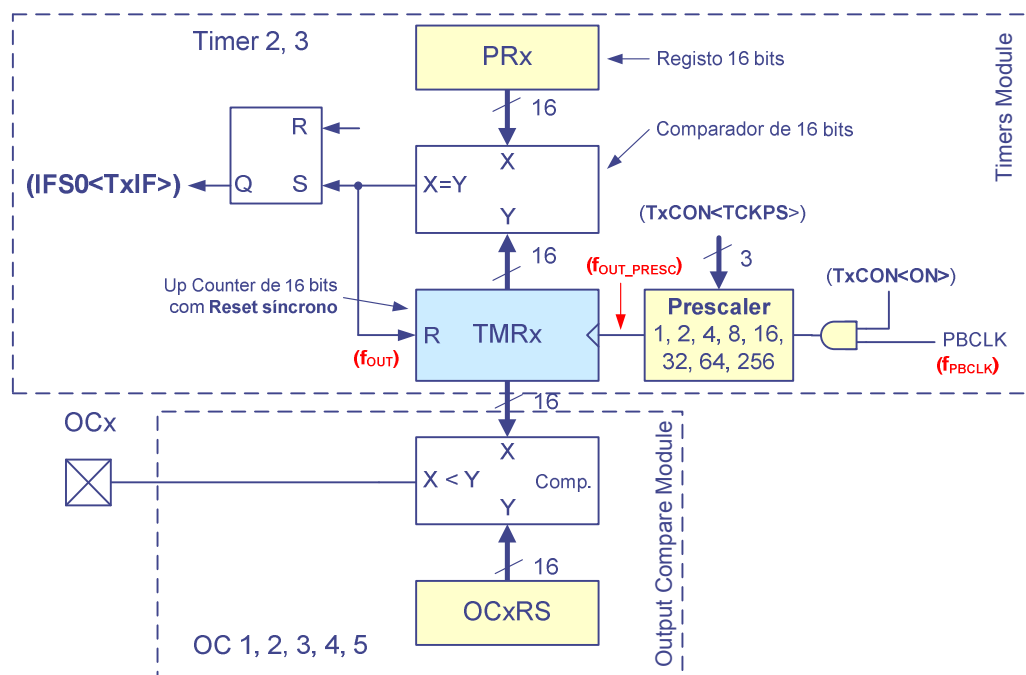 Timer 2, 3
PRx
Registo 16 bits
Timers Module
16
R
Comparador de 16 bits
X
(IFS0<TxIF>)
Q
S
X=Y
Y
(TxCON<TCKPS>)
16
3
(fOUT_PRESC)
(TxCON<ON>)
Up Counter de 16 bits
com Reset síncrono
R
TMRx
Prescaler
1, 2, 4, 8, 16,
32, 64, 256
PBCLK
(fOUT)
(fPBCLK)
16
OCx
X
X < Y
Comp.
Y
Output Compare Module
16
OCxRS
OC 1, 2, 3, 4, 5